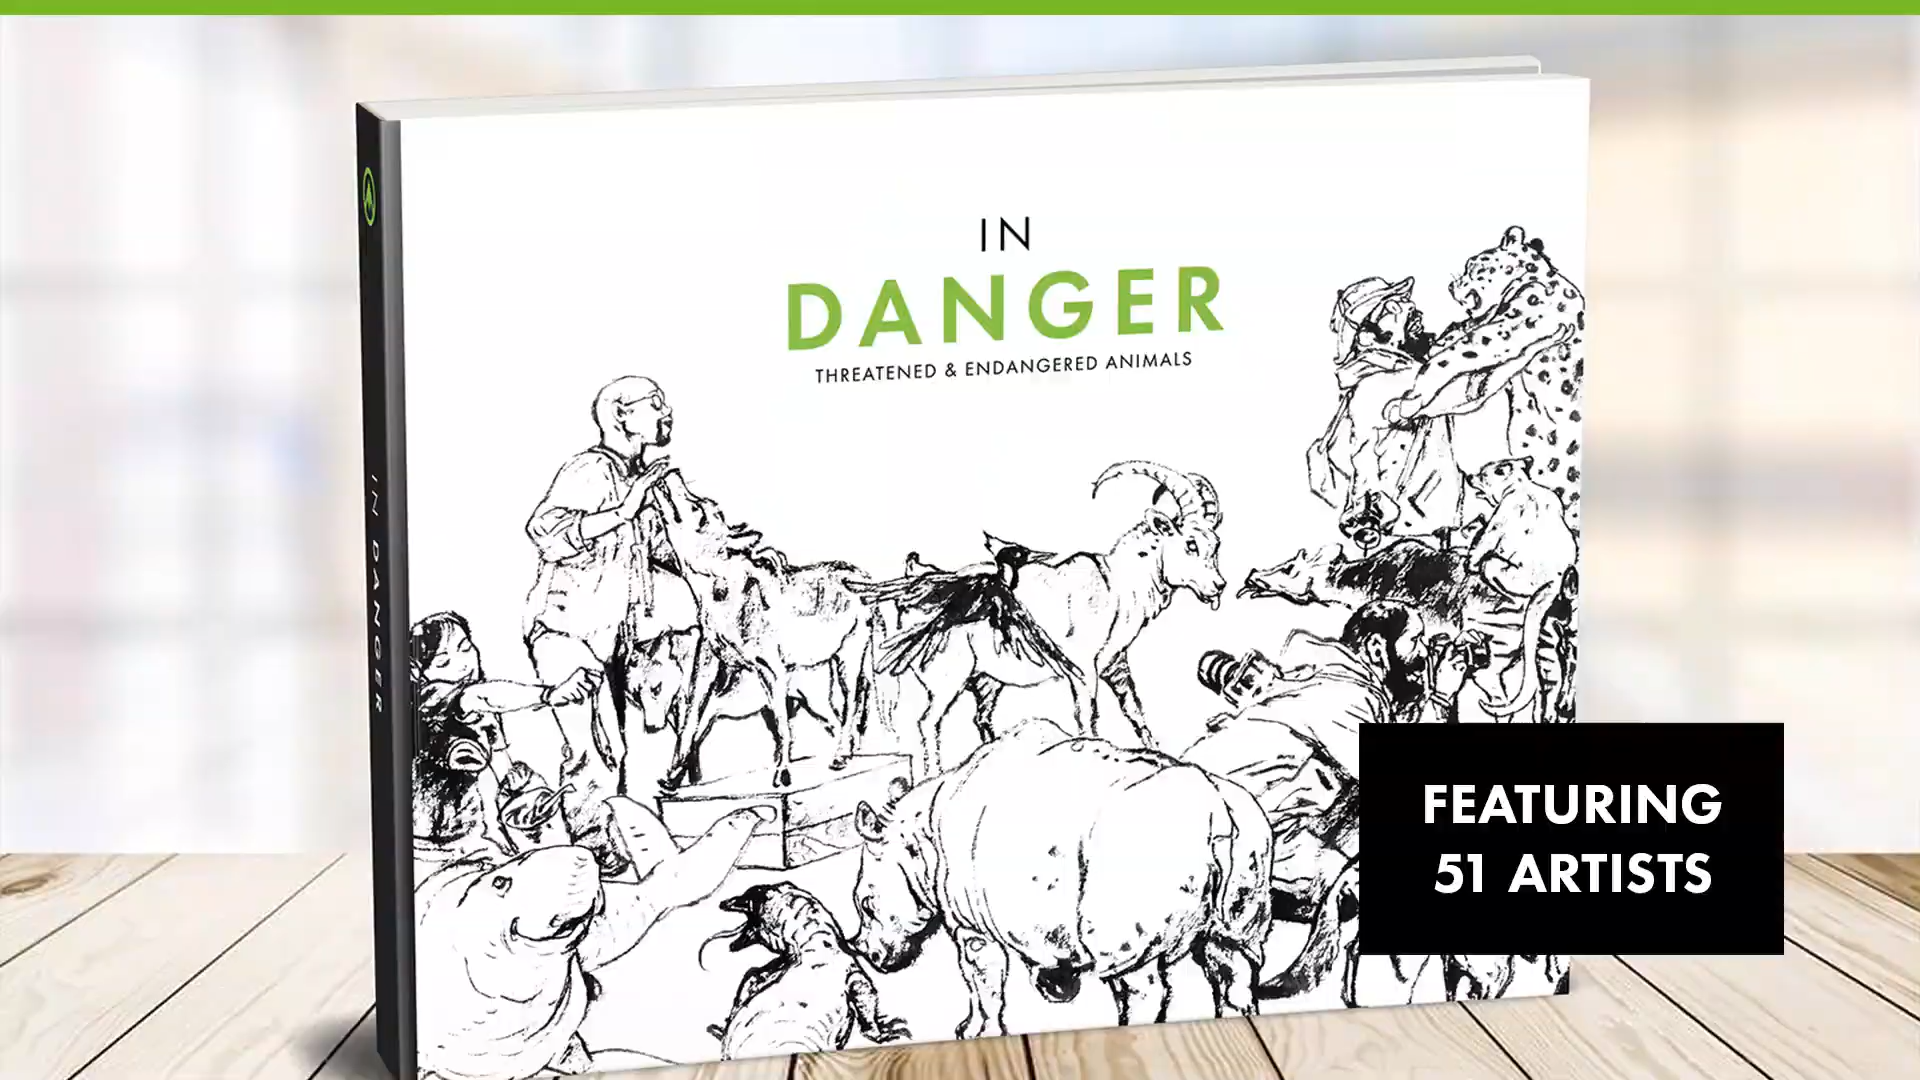 IN
DANGER
THREATENED & ENDANGERED ANIMALS
IN DANGER
FEATURING
51 ARTISTS